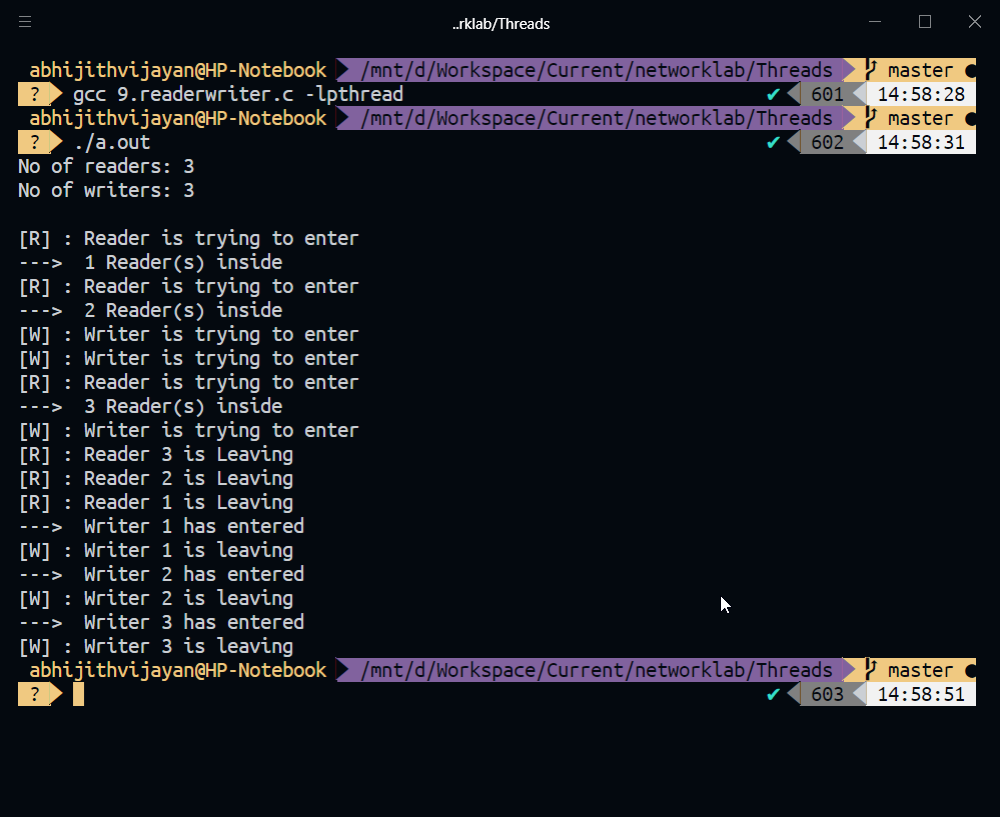 ..rklab/Threads
abhijithvijayan@HP-Notebook /mnt/d/Workspace/Current/networklab/Threads master ●
? gcc 9.readerwriter.c -lpthread ✔ 601 14:58:28
abhijithvijayan@HP-Notebook /mnt/d/Workspace/Current/networklab/Threads master ●
? ./a.out ✔ 602 14:58:31
No of readers: 3
No of writers: 3
[R] : Reader is trying to enter
---> 1 Reader(s) inside
[R] : Reader is trying to enter
---> 2 Reader(s) inside
[W] : Writer is trying to enter
[W] : Writer is trying to enter
[R] : Reader is trying to enter
---> 3 Reader(s) inside
[W] : Writer is trying to enter
[R] : Reader 3 is Leaving
[R] : Reader 2 is Leaving
[R] : Reader 1 is Leaving
---> Writer 1 has entered
[W] : Writer 1 is leaving
---> Writer 2 has entered
[W] : Writer 2 is leaving
---> Writer 3 has entered
[W] : Writer 3 is leaving
abhijithvijayan@HP-Notebook /mnt/d/Workspace/Current/networklab/Threads master ●
? ✔ 603 14:58:51